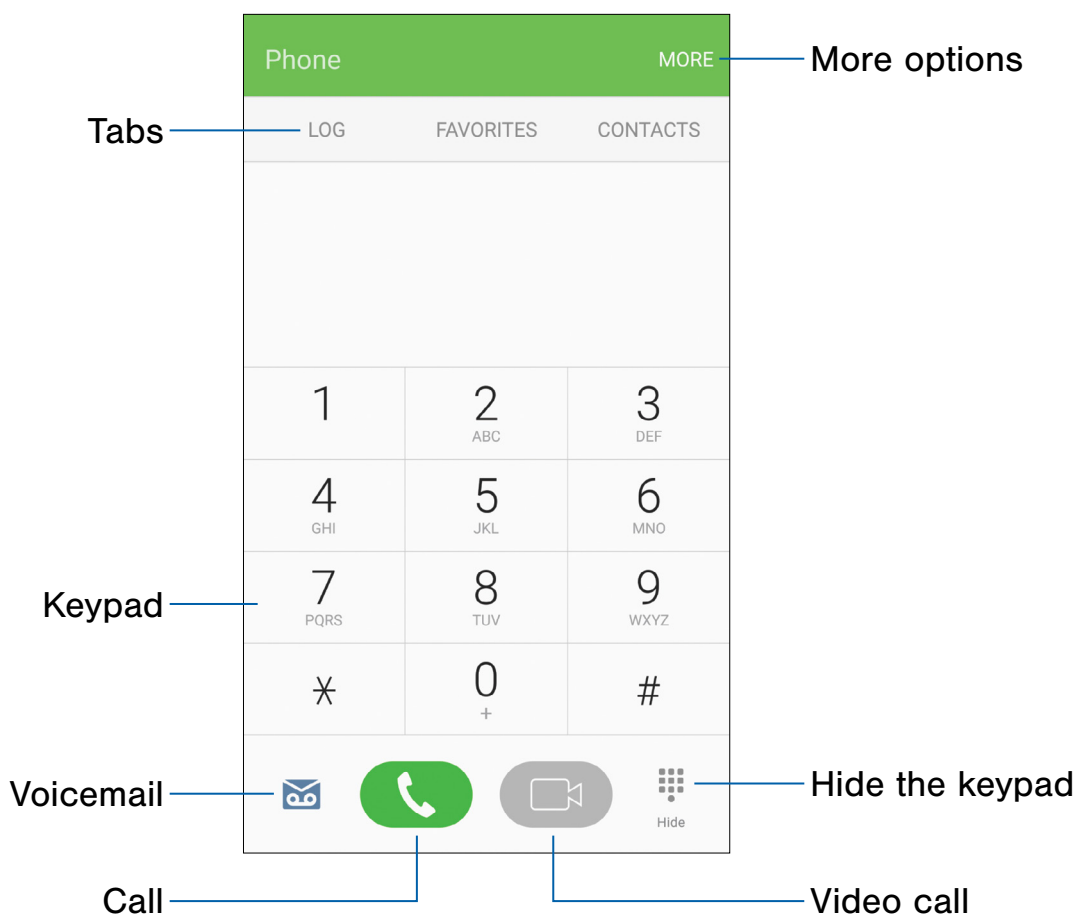 Phone MORE
More options
Tabs
LOG FAVORITES CONTACTS
1 2 3
ABC DEF
4 5 6
GHI JKL MNO
Keypad
7 8 9
PQRS TUV WXYZ
* 0 #
+
Voicemail
Hide the keypad
Hide
Call
Video call